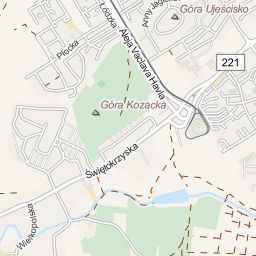 Góra Ujeścisko
Płocka
Łódzka
Aleja Vaclava Havla
221
Góra Kozacka
Świętokrzyska
Wielkopolska